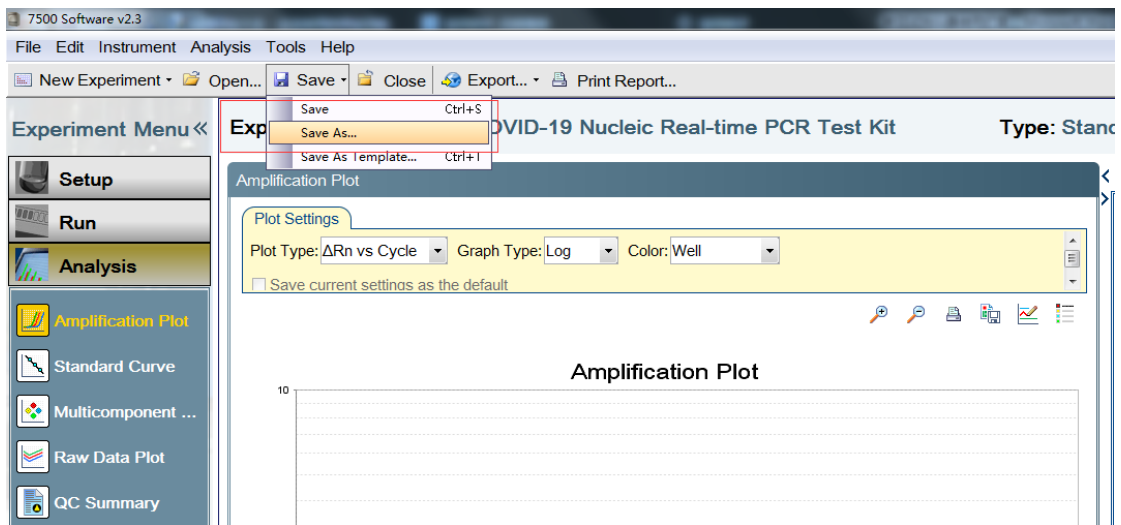 7500 Software v2.3
File Edit Instrument Analysis Tools Help
New Experiment Open... Save Close Export... Print Report...
Save Ctrl+S
Save As...
Save As Template... Ctrl+T
Experiment Menu «
Exp
OVID-19 Nucleic Real-time PCR Test Kit
Type: Stand
Setup
Run
Analysis
Amplification Plot
Standard Curve
Multicomponent ...
Raw Data Plot
QC Summary
Amplification Plot
Plot Settings
Plot Type: ΔRn vs Cycle Graph Type: Log Color: Well
Save current settings as the default
Amplification Plot
10